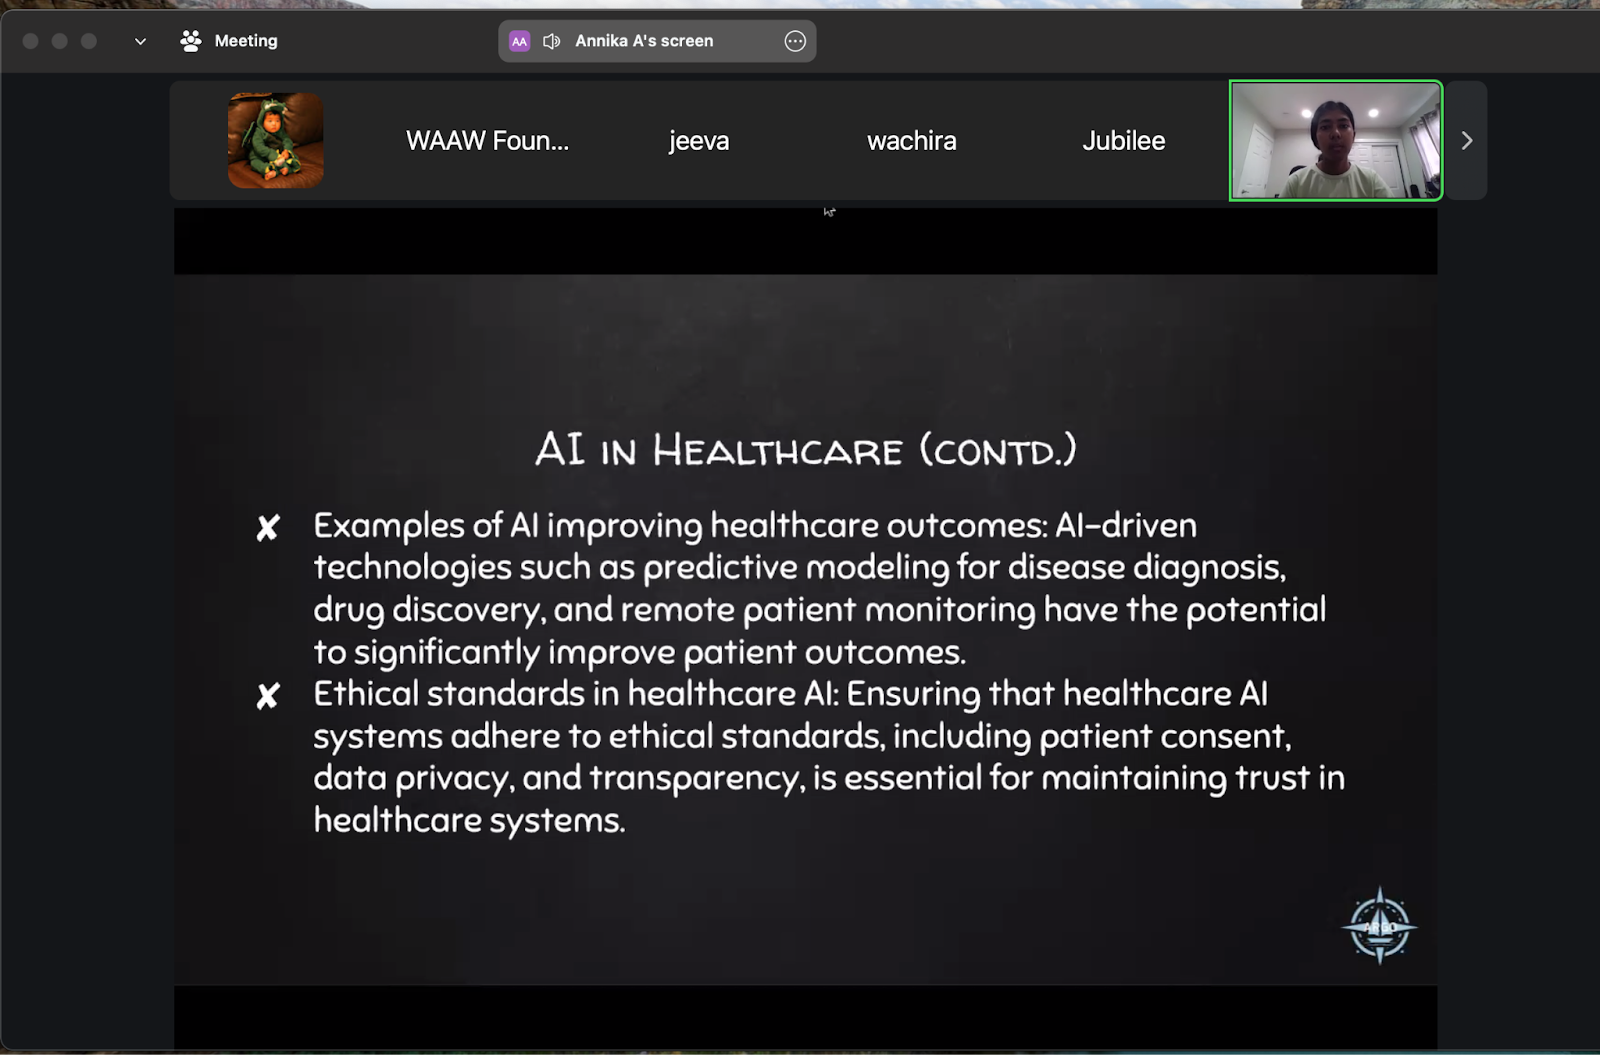 Meeting
AA
Annika A's screen
WAAW Foun...
jeeva
wachira
Jubilee
AI IN HEALTHCARE (CONTD.)
✘ Examples of AI improving healthcare outcomes: AI-driven
technologies such as predictive modeling for disease diagnosis,
drug discovery, and remote patient monitoring have the potential
to significantly improve patient outcomes.
✘ Ethical standards in healthcare AI: Ensuring that healthcare AI
systems adhere to ethical standards, including patient consent,
data privacy, and transparency, is essential for maintaining trust in
healthcare systems.
ARGO